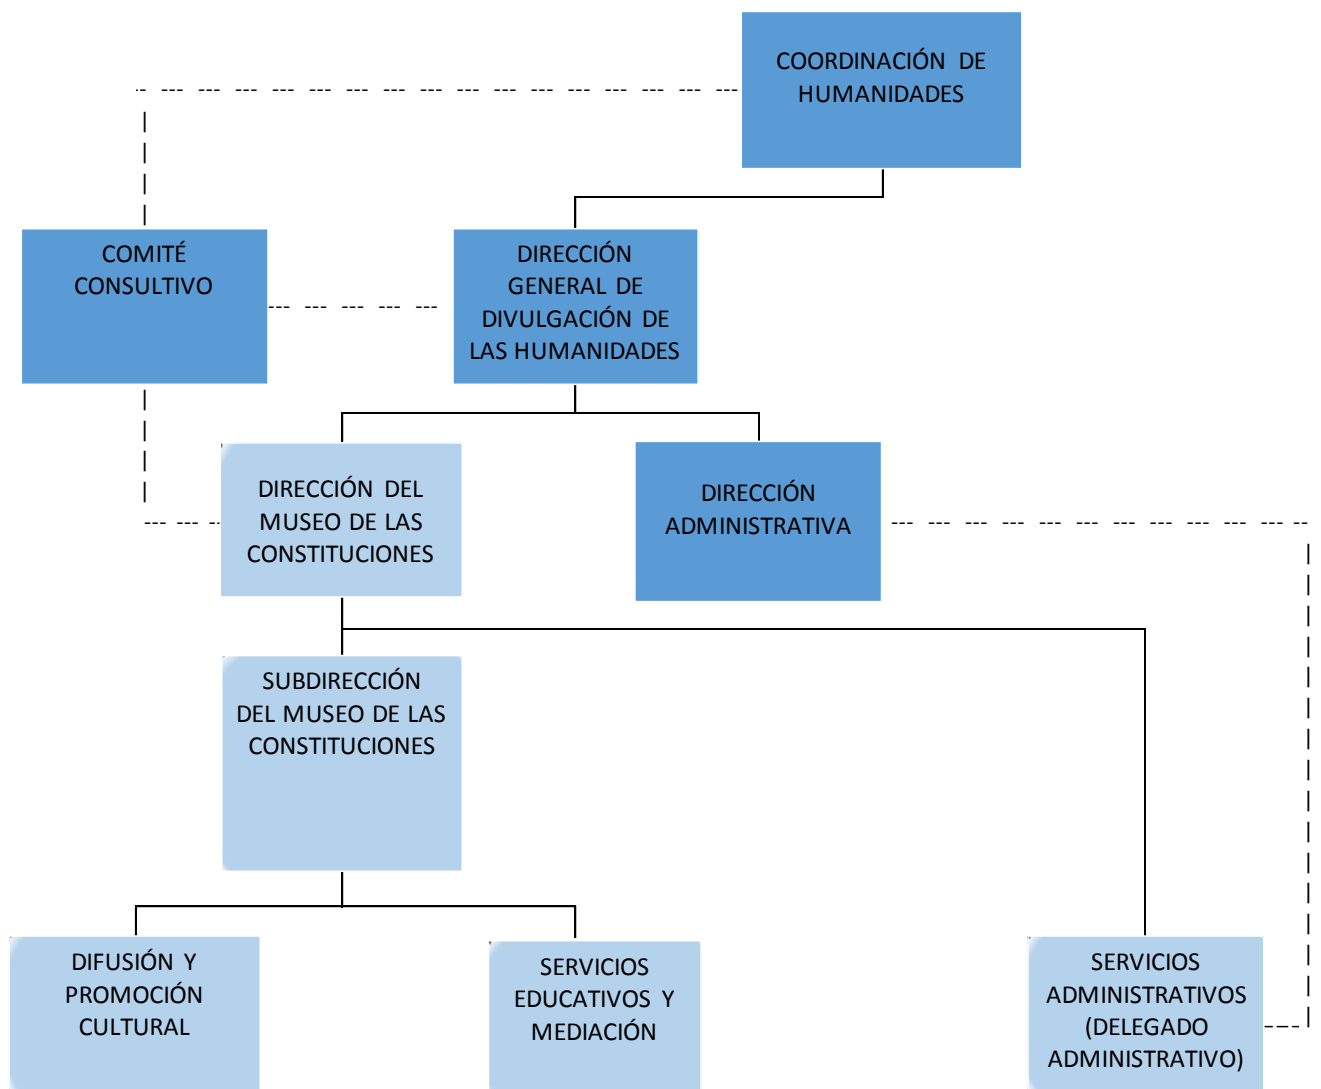 COORDINACIÓN DE
HUMANIDADES
COMITÉ
CONSULTIVO
DIRECCIÓN
GENERAL DE
DIVULGACIÓN DE
LAS HUMANIDADES
DIRECCIÓN DEL
MUSEO DE LAS
CONSTITUCIONES
DIRECCIÓN
ADMINISTRATIVA
SUBDIRECCIÓN
DEL MUSEO DE LAS
CONSTITUCIONES
DIFUSIÓN Y
PROMOCIÓN
CULTURAL
SERVICIOS
EDUCATIVOS Y
MEDIACIÓN
SERVICIOS
ADMINISTRATIVOS
(DELEGADO
ADMINISTRATIVO)